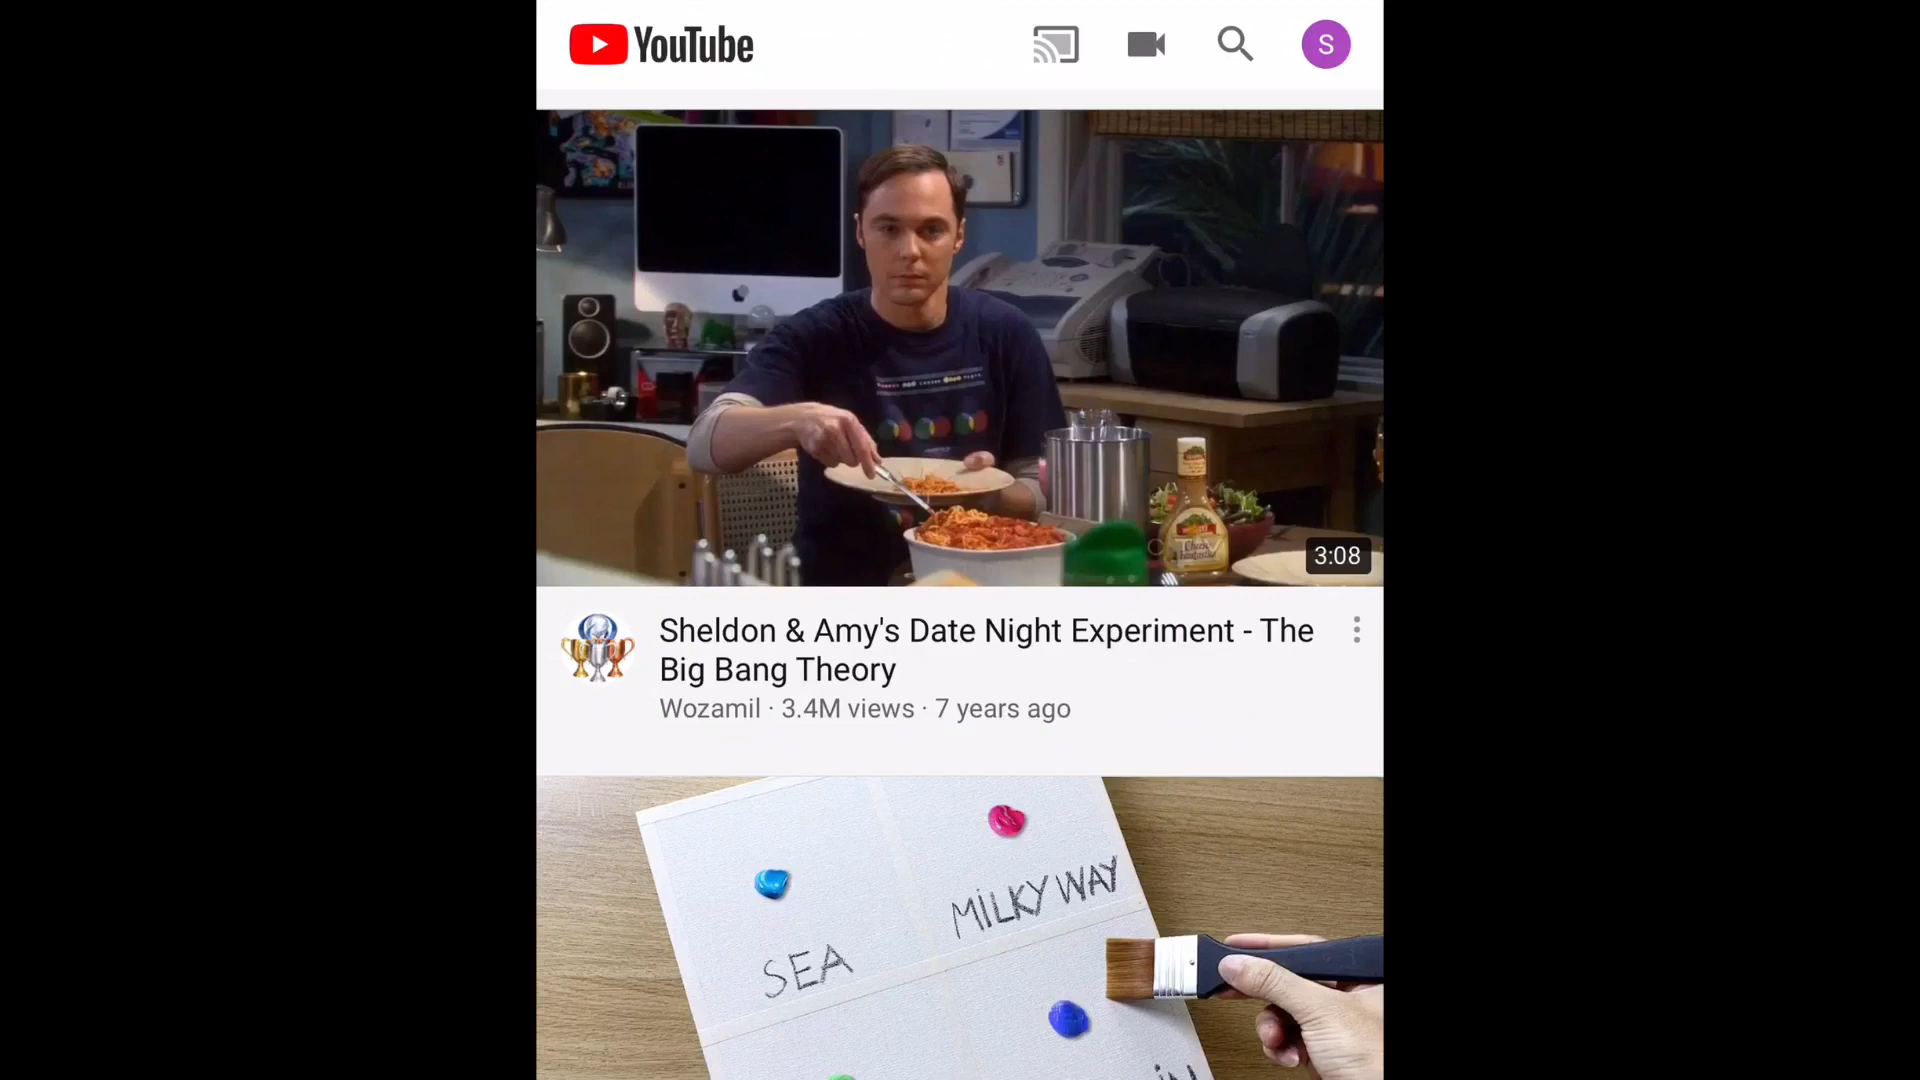 YouTube
S
3:08
Sheldon & Amy's Date Night Experiment - The
Big Bang Theory
Wozamil · 3.4M views · 7 years ago
MILKY WAY
SEA